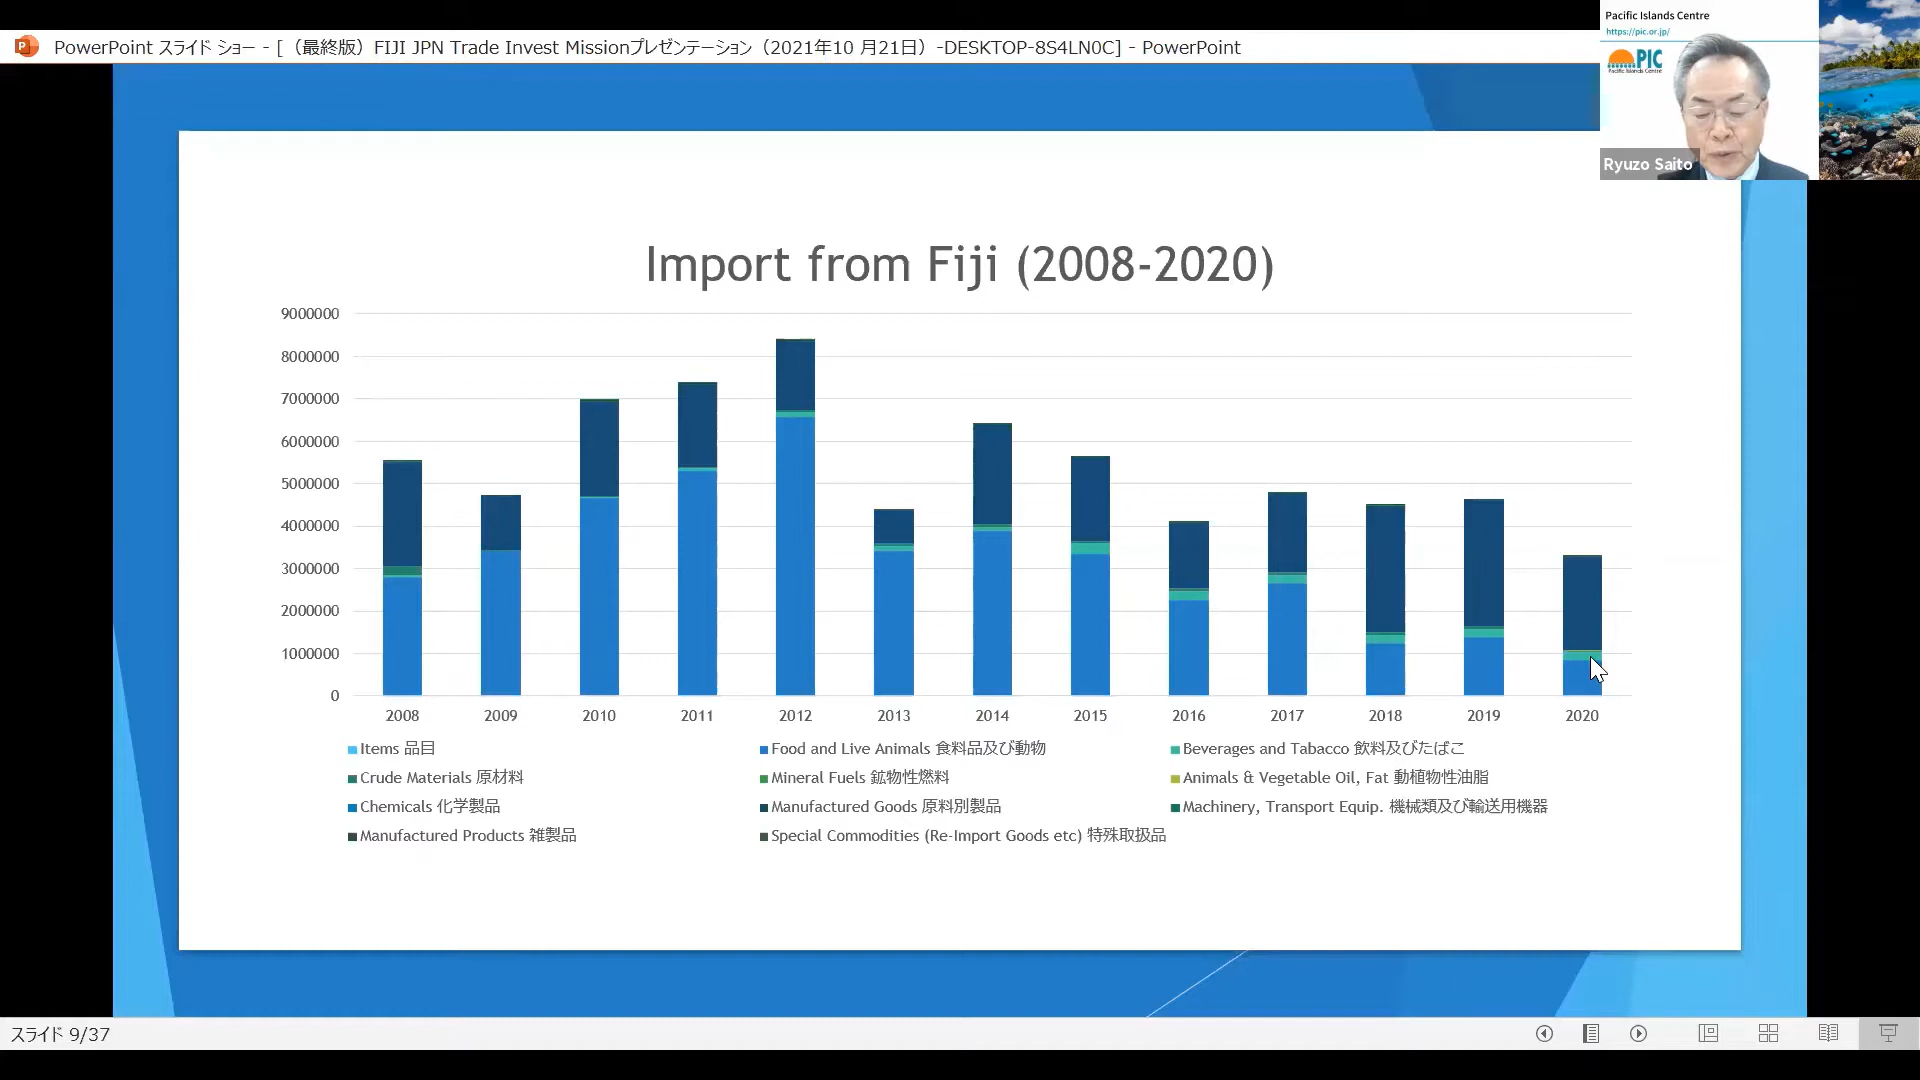 Pacific Islands Centre
https://pic.or.jp/
PIC
Pacific Islands Centre
Ryuzo Saito
PowerPoint スライド ショー - [（最終版）FIJI JPN Trade Invest Missionプレゼンテーション（2021年10 月21日）-DESKTOP-8S4LN0C] - PowerPoint
Import from Fiji (2008-2020)
9000000
8000000
7000000
6000000
5000000
4000000
3000000
2000000
1000000
0
2008 2009 2010 2011 2012 2013 2014 2015 2016 2017 2018 2019 2020
Items 品目 Food and Live Animals 食料品及び動物 Beverages and Tabacco 飲料及びたばこ
Crude Materials 原材料 Mineral Fuels 鉱物性燃料 Animals & Vegetable Oil, Fat 動植物性油脂
Chemicals 化学製品 Manufactured Goods 原料別製品 Machinery, Transport Equip. 機械類及び輸送用機器
Manufactured Products 雑製品 Special Commodities (Re-Import Goods etc) 特殊取扱品
スライド 9/37